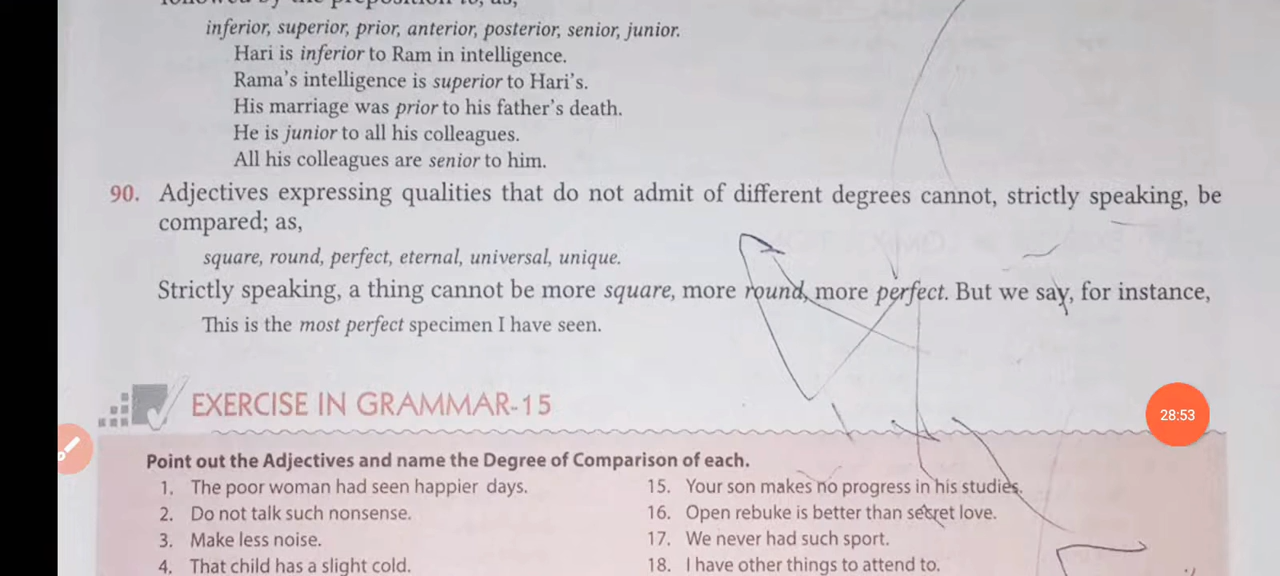 followed by the preposition to; as,
inferior, superior, prior, anterior, posterior, senior, junior.
Hari is inferior to Ram in intelligence.
Rama's intelligence is superior to Hari's.
His marriage was prior to his father's death.
He is junior to all his colleagues.
All his colleagues are senior to him.
90. Adjectives expressing qualities that do not admit of different degrees cannot, strictly speaking, be
compared; as,
square, round, perfect, eternal, universal, unique.
Strictly speaking, a thing cannot be more square, more round, more perfect. But we say, for instance,
This is the most perfect specimen I have seen.
EXERCISE IN GRAMMAR-15
28:53
Point out the Adjectives and name the Degree of Comparison of each.
1. The poor woman had seen happier days.
2. Do not talk such nonsense.
3. Make less noise.
4. That child has a slight cold.
15. Your son makes no progress in his studies.
16. Open rebuke is better than secret love.
17. We never had such sport.
18. I have other things to attend to.